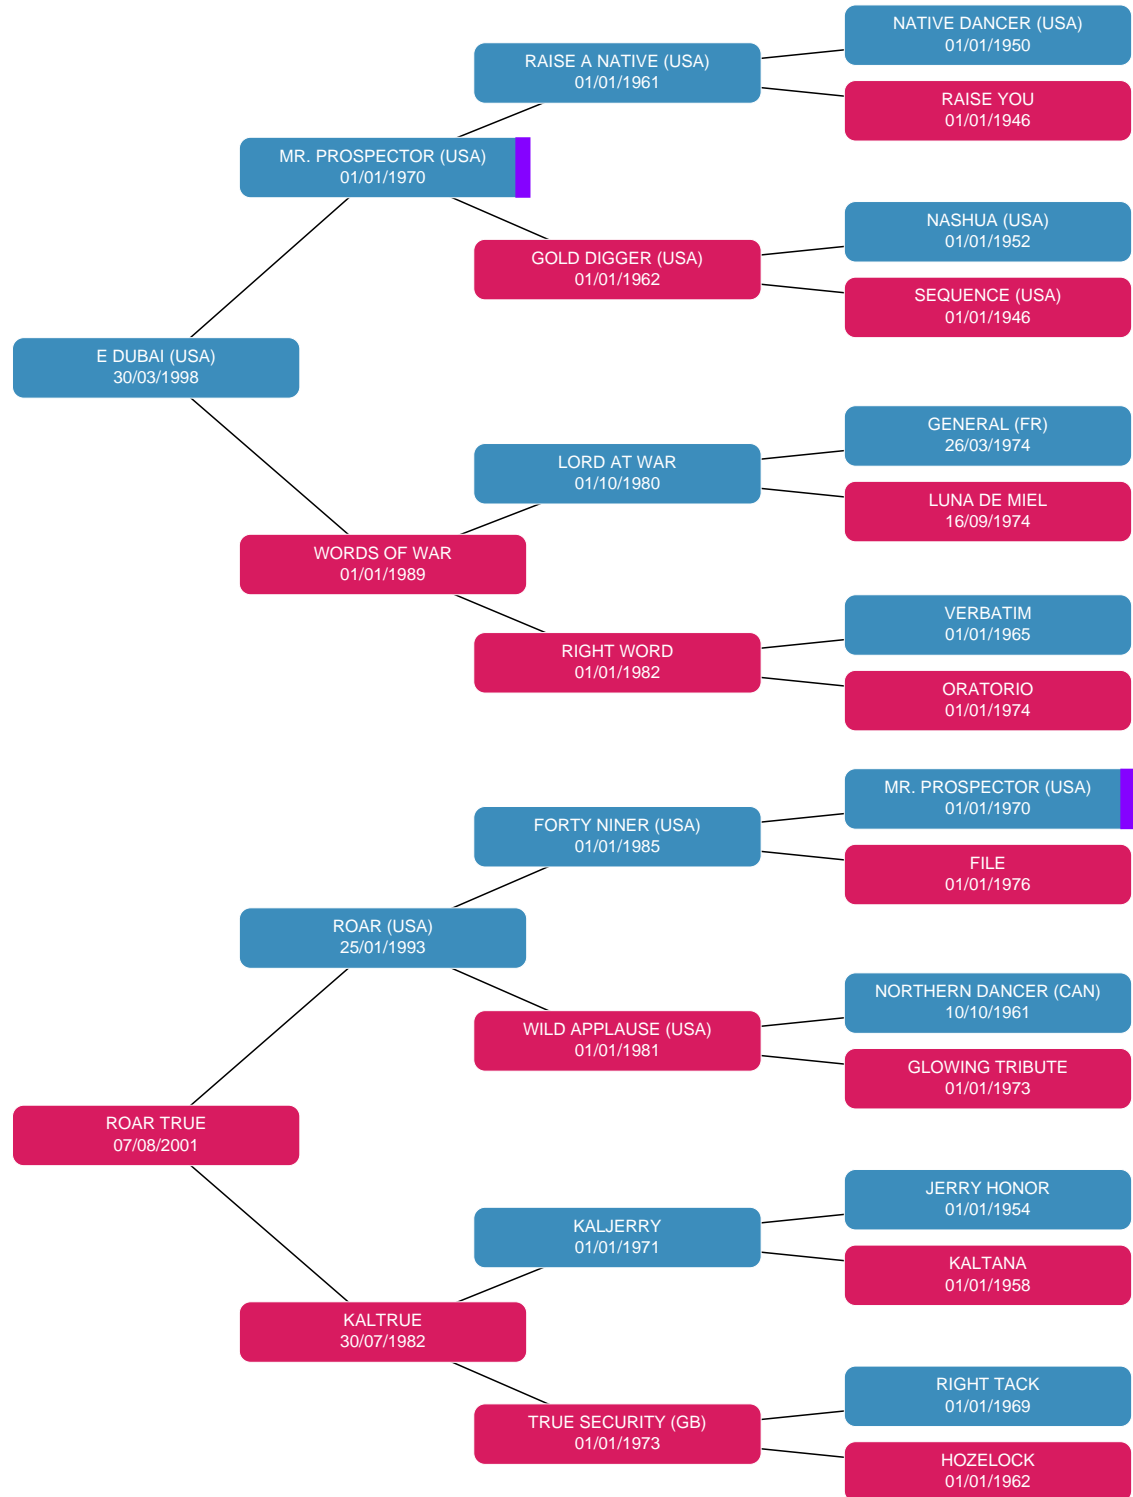 NATIVE DANCER (USA)
01/01/1950
RAISE A NATIVE (USA)
01/01/1961
RAISE YOU
01/01/1946
MR. PROSPECTOR (USA)
01/01/1970
NASHUA (USA)
01/01/1952
GOLD DIGGER (USA)
01/01/1962
SEQUENCE (USA)
01/01/1946
E DUBAI (USA)
30/03/1998
GENERAL (FR)
26/03/1974
LORD AT WAR
01/10/1980
LUNA DE MIEL
16/09/1974
WORDS OF WAR
01/01/1989
VERBATIM
01/01/1965
RIGHT WORD
01/01/1982
ORATORIO
01/01/1974
MR. PROSPECTOR (USA)
01/01/1970
FORTY NINER (USA)
01/01/1985
FILE
01/01/1976
ROAR (USA)
25/01/1993
NORTHERN DANCER (CAN)
10/10/1961
WILD APPLAUSE (USA)
01/01/1981
GLOWING TRIBUTE
01/01/1973
ROAR TRUE
07/08/2001
JERRY HONOR
01/01/1954
KALJERRY
01/01/1971
KALTANA
01/01/1958
KALTRUE
30/07/1982
RIGHT TACK
01/01/1969
TRUE SECURITY (GB)
01/01/1973
HOZELOCK
01/01/1962